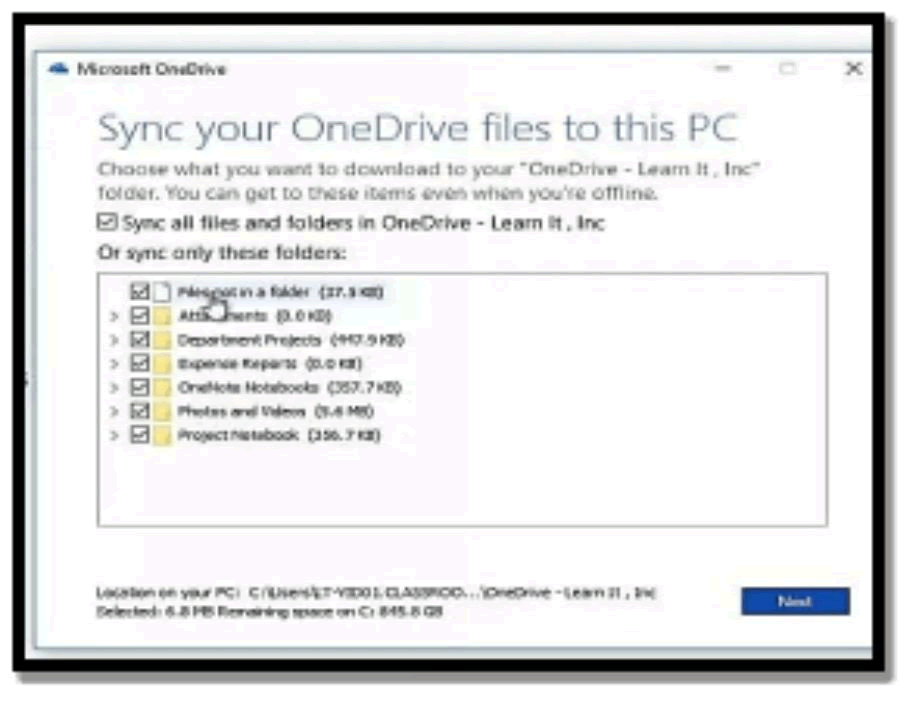 Microsoft OneDrive
Sync your OneDrive files to this PC
Choose what you want to download to your "OneDrive - Learn It, Inc"
folder. You can get to these items even when you're offline.
Sync all files and folders in OneDrive - Learn It, Inc
Or sync only these folders:
Files not in a folder (37.5 KB)
Attachments (0.0 KB)
Department Projects (447.9 KB)
Expense Reports (0.0 KB)
OneNote Notebooks (357.7 KB)
Photos and Videos (5.6 MB)
Project Notebook (356.7 KB)
Location on your PC: \OneDrive - Learn It, Inc
Selected: 6.8 MB Remaining space on C: 845.8 GB
Next